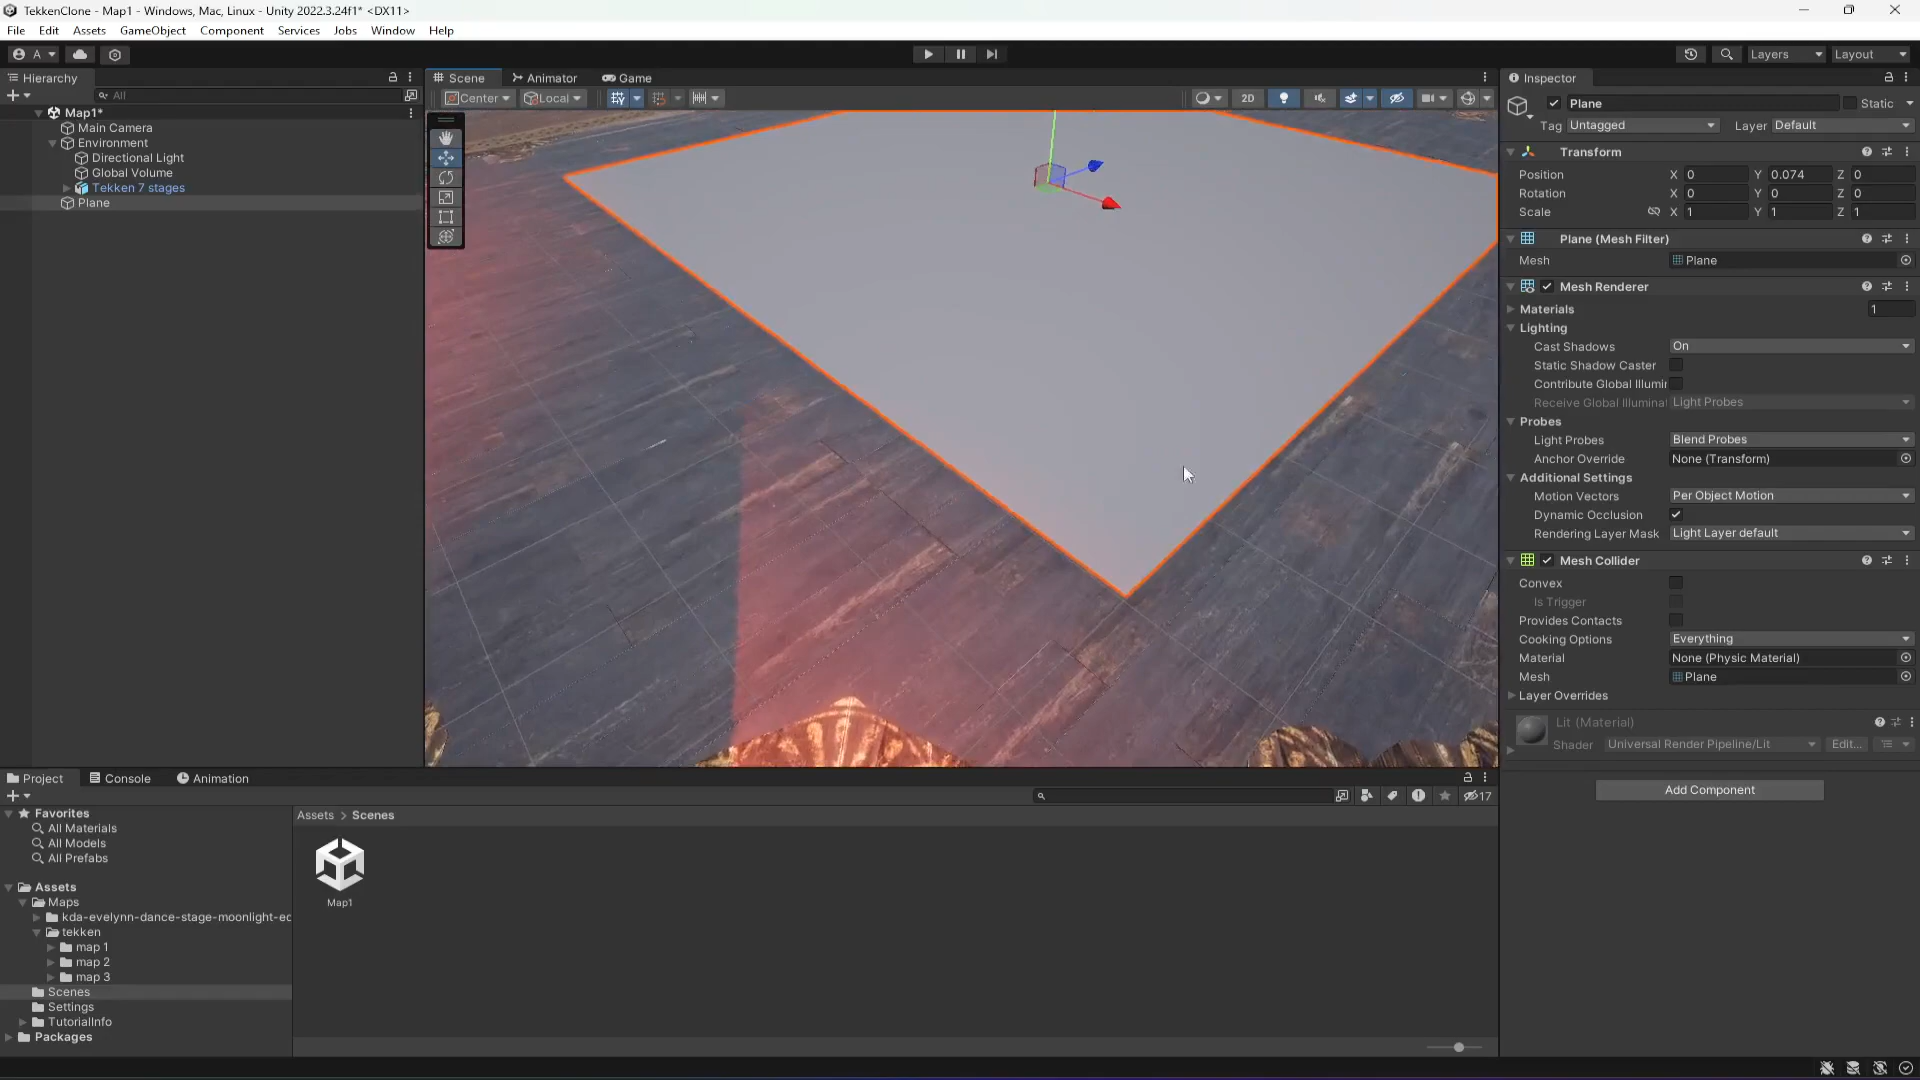 TekkenClone - Map1 - Windows, Mac, Linux - Unity 2022.3.24f1* <DX11>
File Edit Assets GameObject Component Services Jobs Window Help
A
Layers
Layout
Hierarchy
Scene
Animator
Game
Inspector
All
Center
Local
2D
Plane
Static
Tag Untagged
Layer Default
Map1*
Main Camera
Environment
Directional Light
Global Volume
Tekken 7 stages
Plane
Transform
Position X 0 Y 0.074 Z 0
Rotation X 0 Y 0 Z 0
Scale X 1 Y 1 Z 1
Plane (Mesh Filter)
Mesh Plane
Mesh Renderer
Materials 1
Lighting
Cast Shadows On
Static Shadow Caster
Contribute Global Illumir
Receive Global Illuminat Light Probes
Probes
Light Probes Blend Probes
Anchor Override None (Transform)
Additional Settings
Motion Vectors Per Object Motion
Dynamic Occlusion
Rendering Layer Mask Light Layer default
Mesh Collider
Convex
Is Trigger
Provides Contacts
Cooking Options Everything
Material None (Physic Material)
Mesh Plane
Layer Overrides
Lit (Material)
Shader Universal Render Pipeline/Lit Edit...
Add Component
Project
Console
Animation
17
Favorites
All Materials
All Models
All Prefabs
Assets
Maps
kda-evelynn-dance-stage-moonlight-ec
tekken
map 1
map 2
map 3
Scenes
Settings
TutorialInfo
Packages
Assets > Scenes
Map1